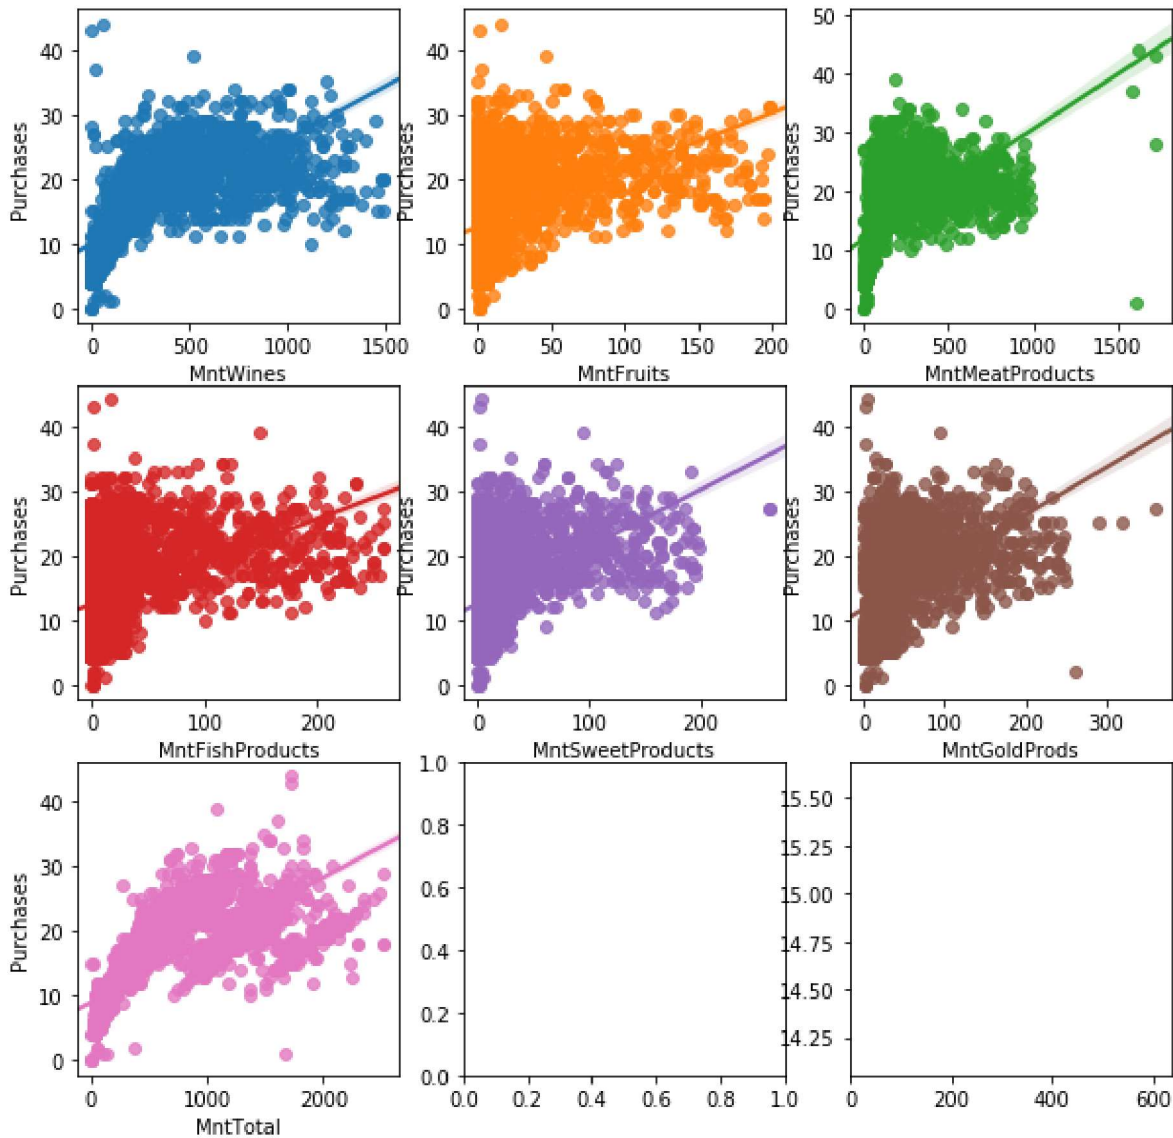 Purchases
40
30
20
10
0
0 500 1000 1500
MntWines
Purchases
40
30
20
10
0
0 50 100 150 200
MntFruits
Purchases
50
40
30
20
10
0
0 500 1000 1500
MntMeatProducts
Purchases
40
30
20
10
0
0 100 200
MntFishProducts
Purchases
40
30
20
10
0
0 100 200
MntSweetProducts
Purchases
40
30
20
10
0
0 100 200 300
MntGoldProds
Purchases
40
30
20
10
0
0 1000 2000
MntTotal
1.0
0.8
0.6
0.4
0.2
0.0
0.0 0.2 0.4 0.6 0.8 1.0
15.50
15.25
15.00
14.75
14.50
14.25
0 200 400 600